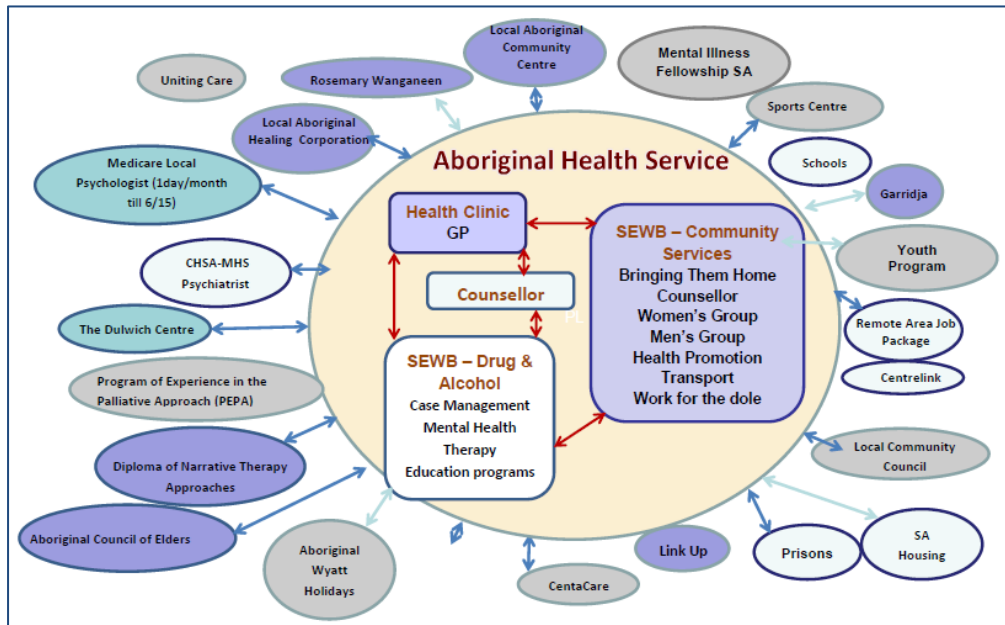 Uniting Care
Rosemary Wanganeen
Local Aboriginal
Community
Centre
Mental Illness
Fellowship SA
Sports Centre
Local Aboriginal
Healing Corporation
Schools
Medicare Local
Psychologist (1day/month
till 6/15)
Garridja
Aboriginal Health Service
Health Clinic
GP
SEWB – Community
Services
Bringing Them Home
Counsellor
Women's Group
Men's Group
Health Promotion
Transport
Work for the dole
Youth
Program
CHSA-MHS
Psychiatrist
Counsellor
PL
Remote Area Job
Package
The Dulwich Centre
Centrelink
SEWB – Drug &
Alcohol
Case Management
Mental Health
Therapy
Education programs
Program of Experience in the
Palliative Approach (PEPA)
Diploma of Narrative Therapy
Approaches
Local Community
Council
Aboriginal Council of Elders
Aboriginal
Wyatt
Holidays
CentaCare
Link Up
Prisons
SA
Housing